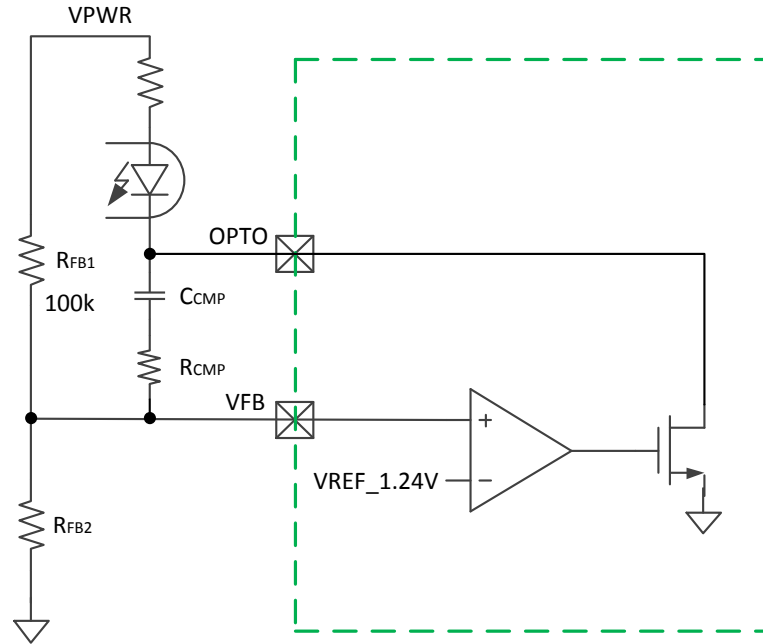 VPWR
OPTO
RFB1
100k
CCMP
RCMP
VFB
+
VREF_1.24V
−
RFB2